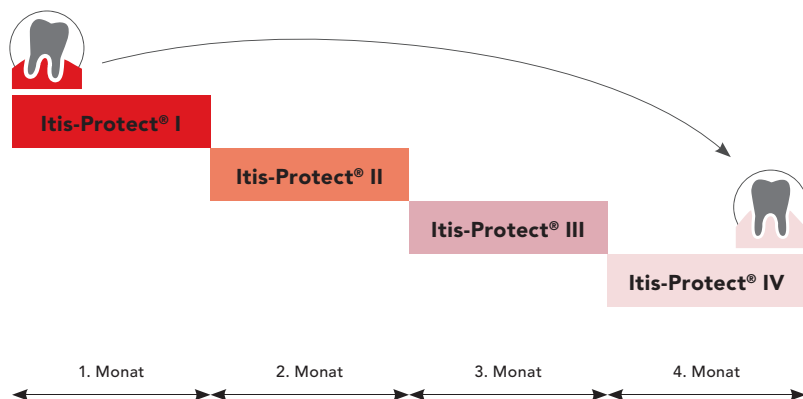 Itis-Protect® I
Itis-Protect® II
Itis-Protect® III
Itis-Protect® IV
1. Monat
2. Monat
3. Monat
4. Monat